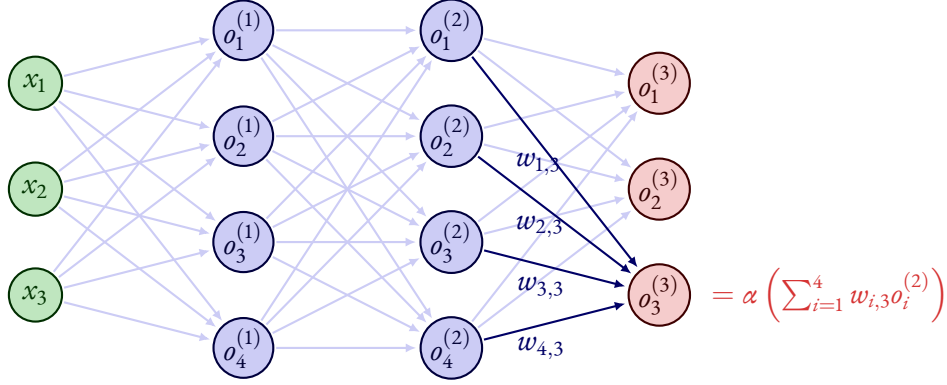 x₁
x₂
x₃
o₁⁽¹⁾
o₂⁽¹⁾
o₃⁽¹⁾
o₄⁽¹⁾
o₁⁽²⁾
o₂⁽²⁾
o₃⁽²⁾
o₄⁽²⁾
w₁,₃
w₂,₃
w₃,₃
w₄,₃
o₁⁽³⁾
o₂⁽³⁾
o₃⁽³⁾ = α (∑ᵢ₌₁⁴ wᵢ,₃oᵢ⁽²⁾)